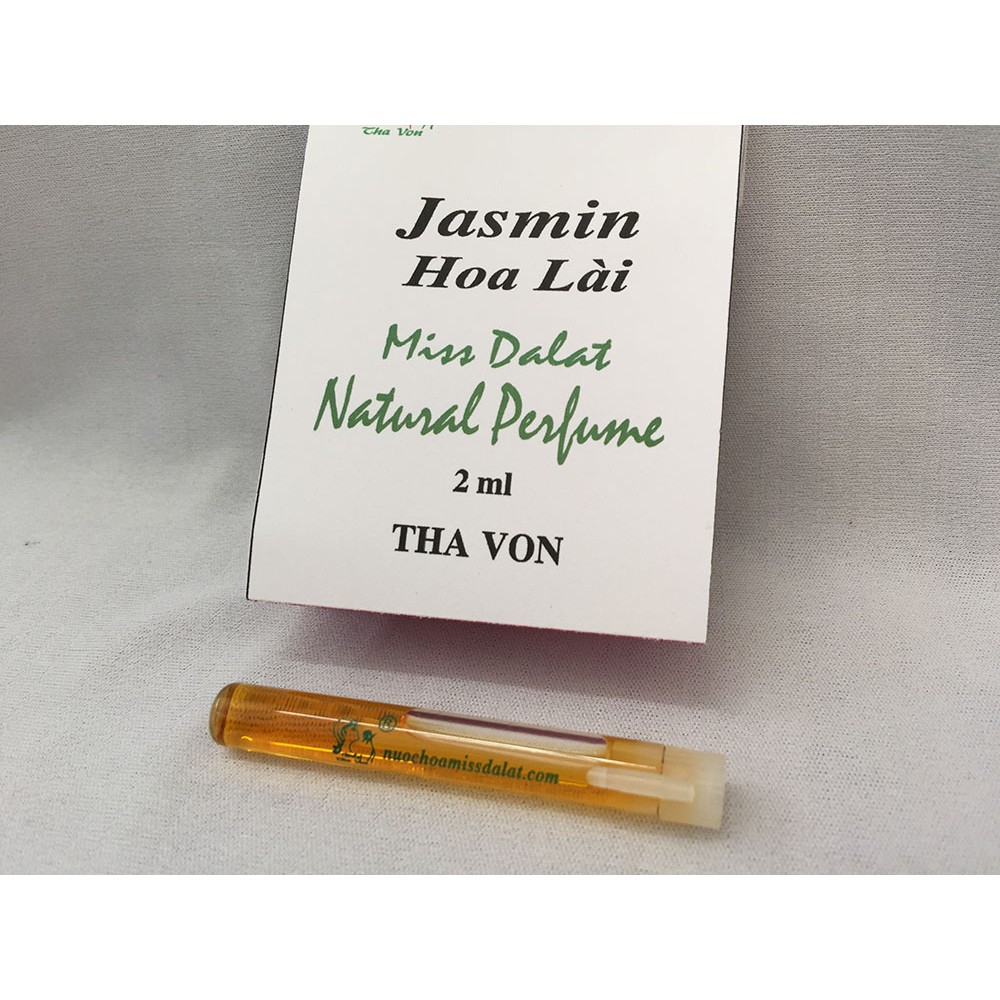 Tha Von
Jasmin
Hoa Lài
Miss Dalat
Natural Perfume
2 ml
THA VON
®
nuochoamissdalat.com